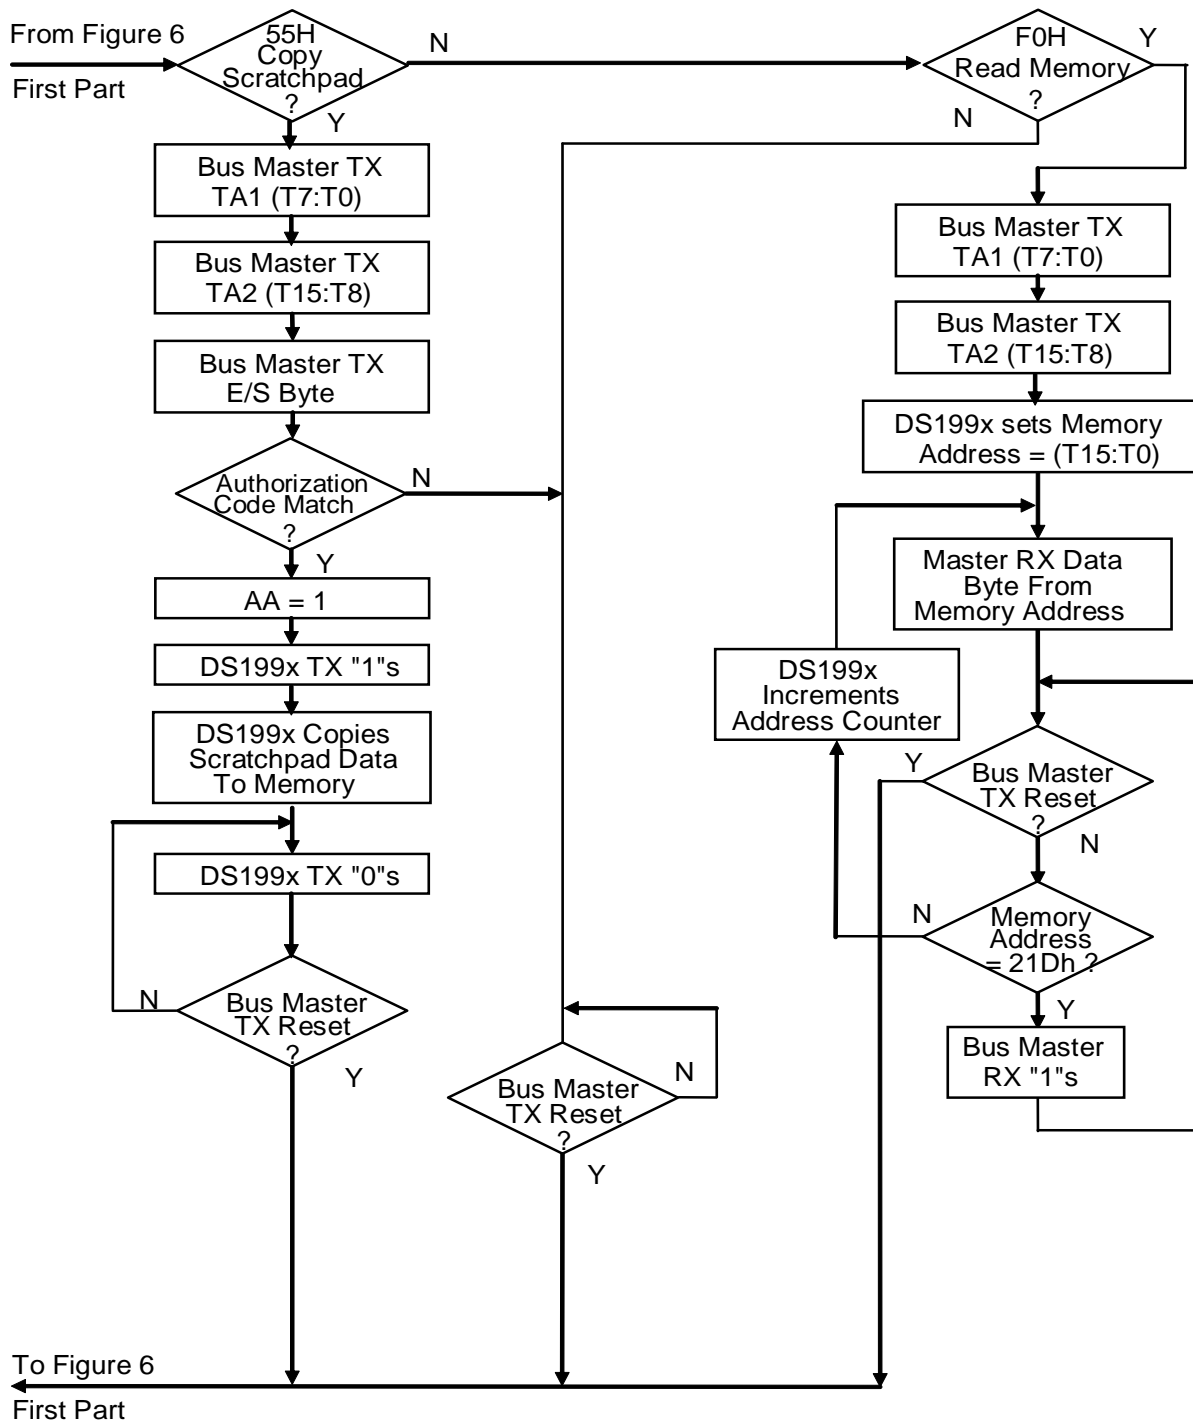 From Figure 6
First Part
55H
Copy
Scratchpad
?
N
Y
F0H
Read Memory
?
Y
N
Bus Master TX
TA1 (T7:T0)
Bus Master TX
TA2 (T15:T8)
Bus Master TX
E/S Byte
Authorization
Code Match
?
N
Y
AA = 1
DS199x TX "1"s
DS199x Copies
Scratchpad Data
To Memory
DS199x TX "0"s
Bus Master
TX Reset
?
N
Y
Bus Master
TX Reset
?
N
Y
Bus Master TX
TA1 (T7:T0)
Bus Master TX
TA2 (T15:T8)
DS199x sets Memory
Address = (T15:T0)
Master RX Data
Byte From
Memory Address
DS199x
Increments
Address Counter
Bus Master
TX Reset
?
Y
N
Memory
Address
= 21Dh ?
N
Y
Bus Master
RX "1"s
To Figure 6
First Part